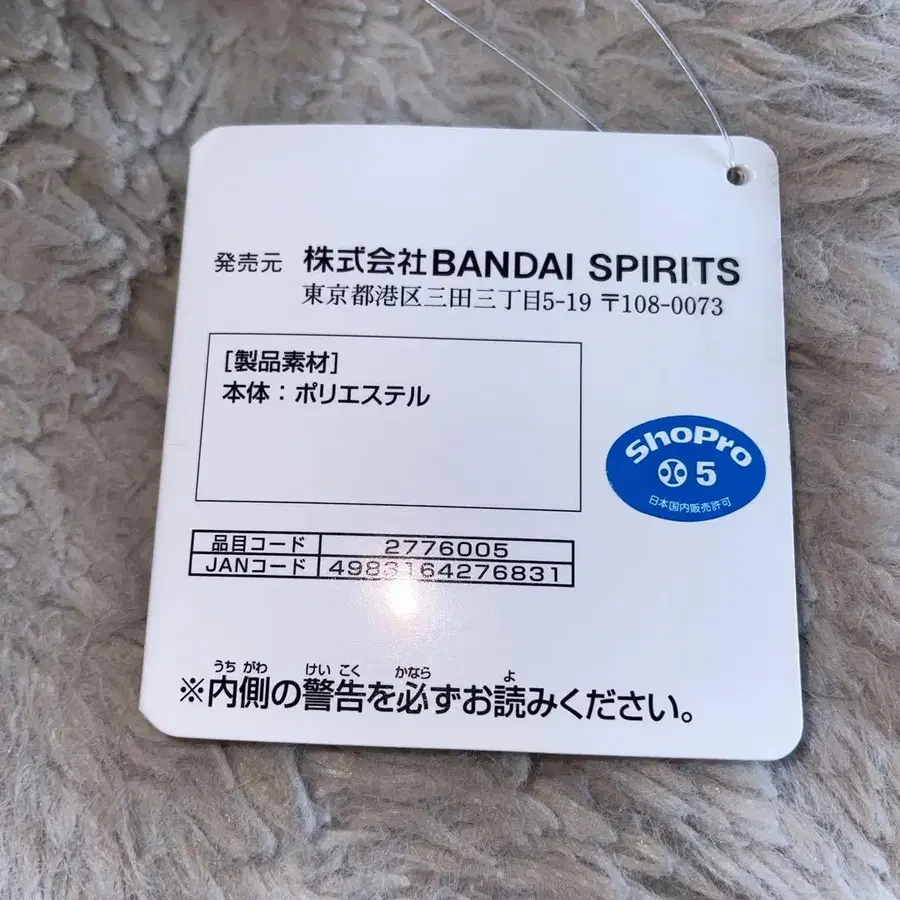 発売元 株式会社BANDAI SPIRITS
東京都港区三田三丁目5-19 〒108-0073
[製品素材]
本体：ポリエステル
ShoPro
5
日本国内販売許可
品目コード 2776005
JANコード 4983164276831
うち がわ けい こく かなら よ
※内側の警告を必ずお読みください。